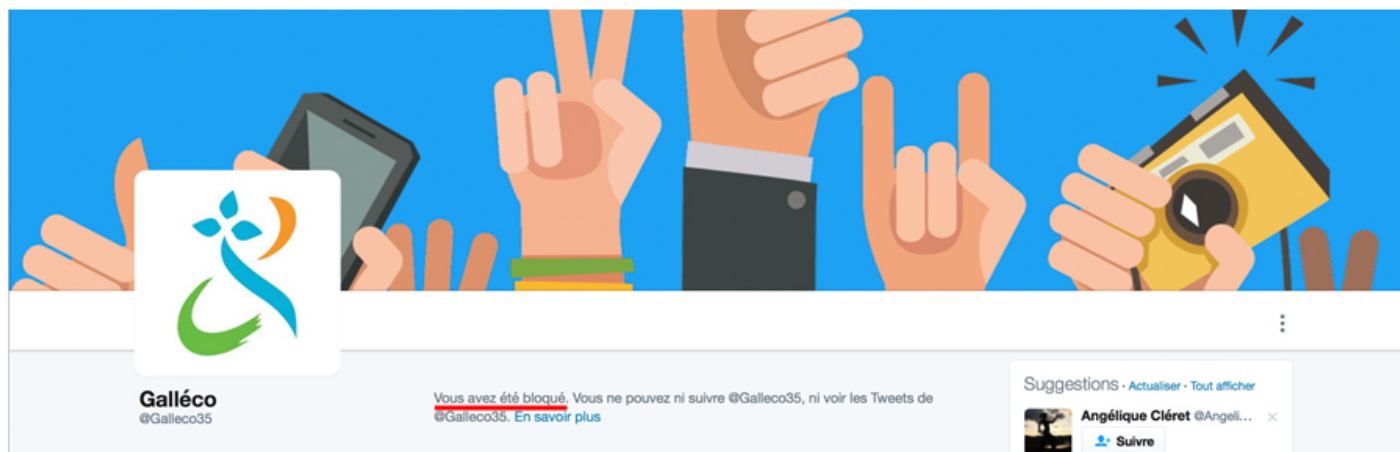 Galléco
@Galleco35
Vous avez été bloqué. Vous ne pouvez ni suivre @Galleco35, ni voir les Tweets de
@Galleco35. En savoir plus
Suggestions · Actualiser · Tout afficher
Angélique Cléret @Angeli...
Suivre